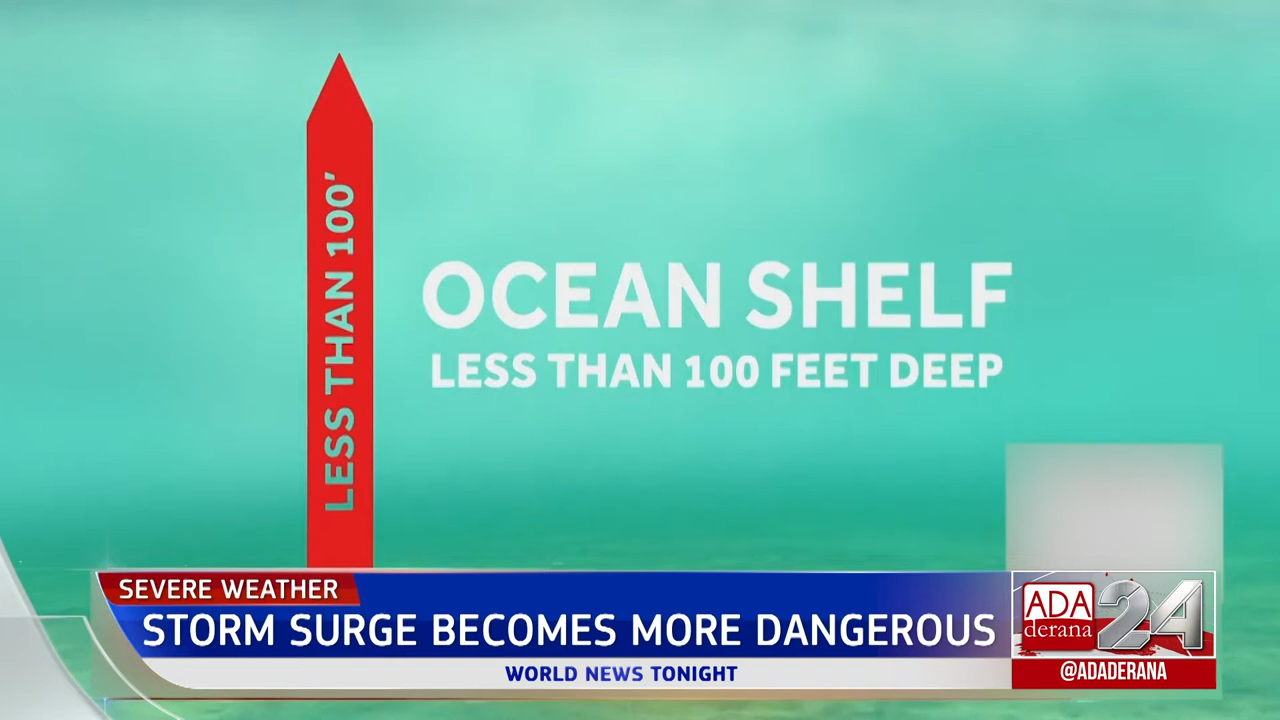 LESS THAN 100’
OCEAN SHELF
LESS THAN 100 FEET DEEP
SEVERE WEATHER
STORM SURGE BECOMES MORE DANGEROUS
WORLD NEWS TONIGHT
ADA
derana
24
@ADADERANA